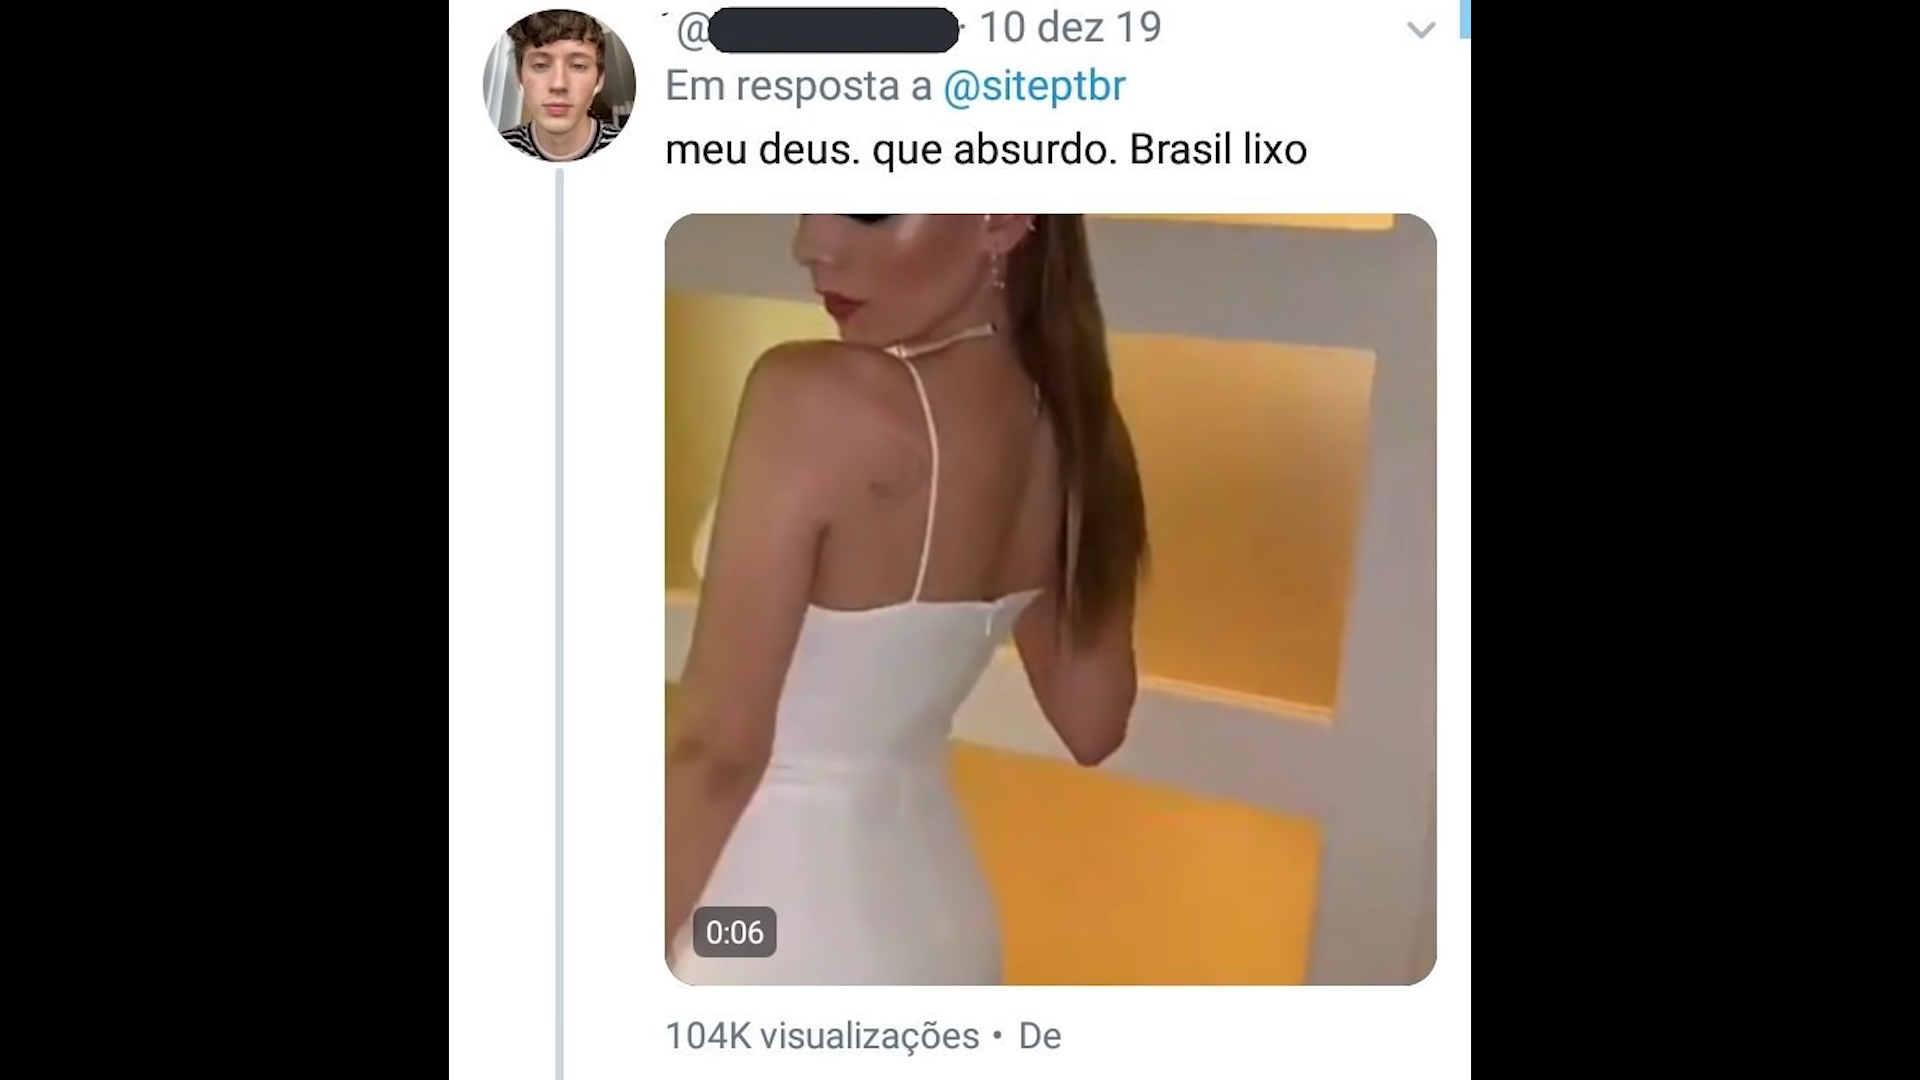 @ · 10 dez 19
Em resposta a @siteptbr
meu deus. que absurdo. Brasil lixo
0:06
104K visualizações • De